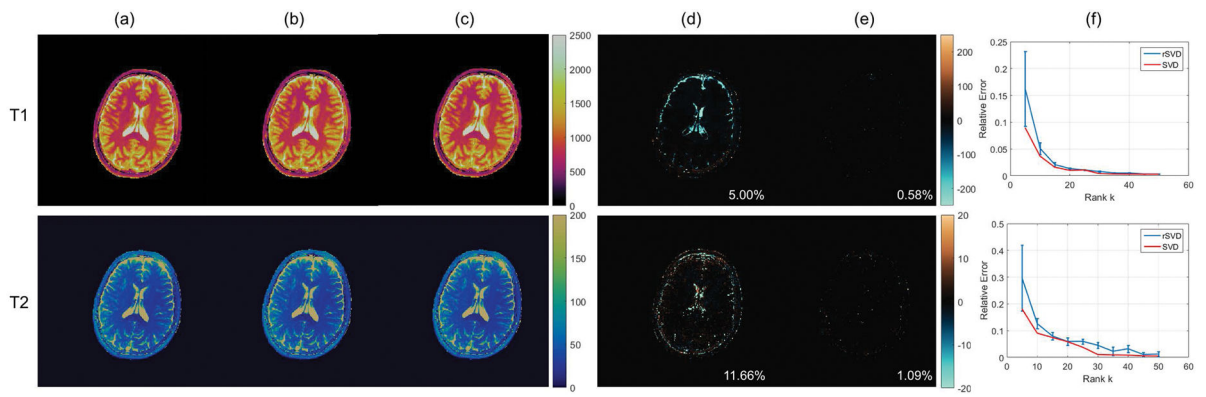 (a) (b) (c) (d) (e) (f)
T1
2500
2000
1500
1000
500
0
5.00%
0.58%
200
100
0
-100
-200
Relative Error
0.25
0.2
0.15
0.1
0.05
0
rSVD
SVD
0 20 40 60
Rank k
T2
200
150
100
50
0
11.66%
1.09%
20
10
0
-10
-20
Relative Error
0.5
0.4
0.3
0.2
0.1
0
rSVD
SVD
0 10 20 30 40 50 60
Rank k